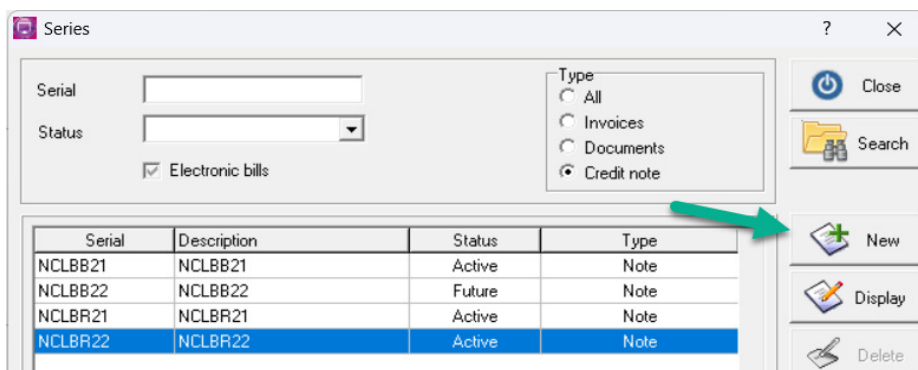 Series ?
Serial
Status
Electronic bills
Type
All
Invoices
Documents
Credit note
Close
Search
New
Display
Delete
Serial Description Status Type
NCLBB21 NCLBB21 Active Note
NCLBB22 NCLBB22 Future Note
NCLBR21 NCLBR21 Active Note
NCLBR22 NCLBR22 Active Note